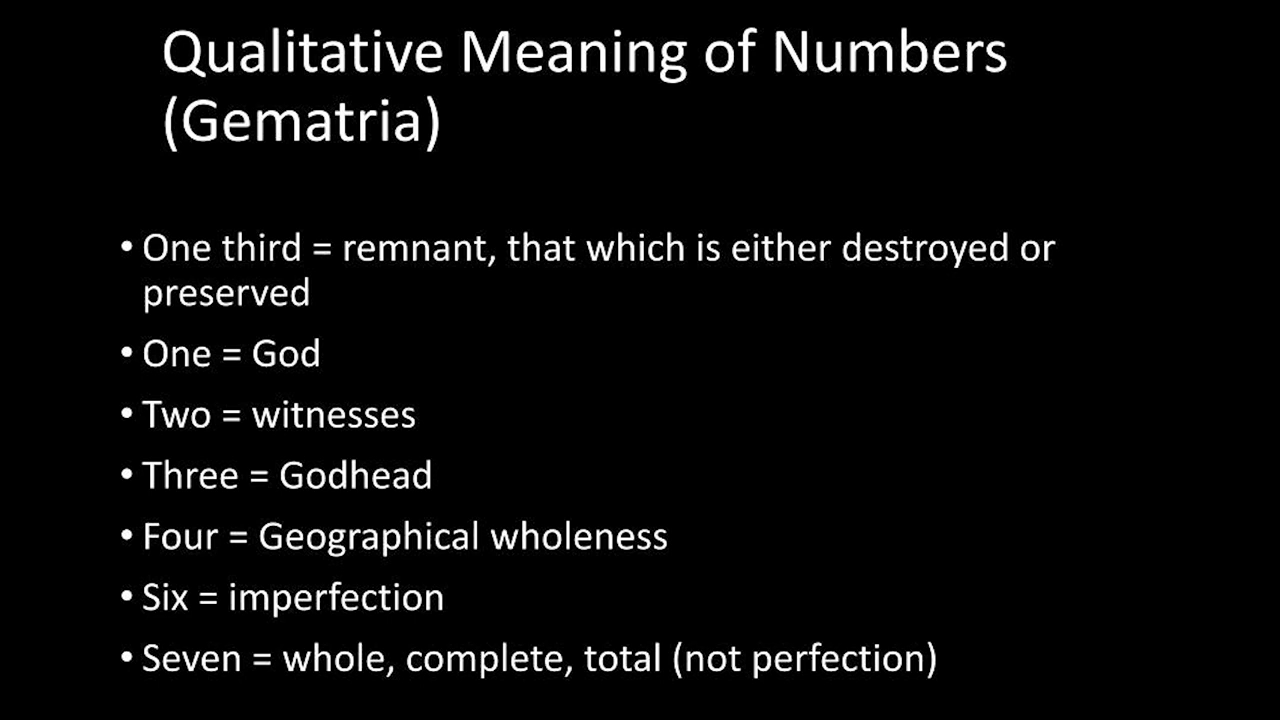 Qualitative Meaning of Numbers
(Gematria)
• One third = remnant, that which is either destroyed or
preserved
• One = God
• Two = witnesses
• Three = Godhead
• Four = Geographical wholeness
• Six = imperfection
• Seven = whole, complete, total (not perfection)